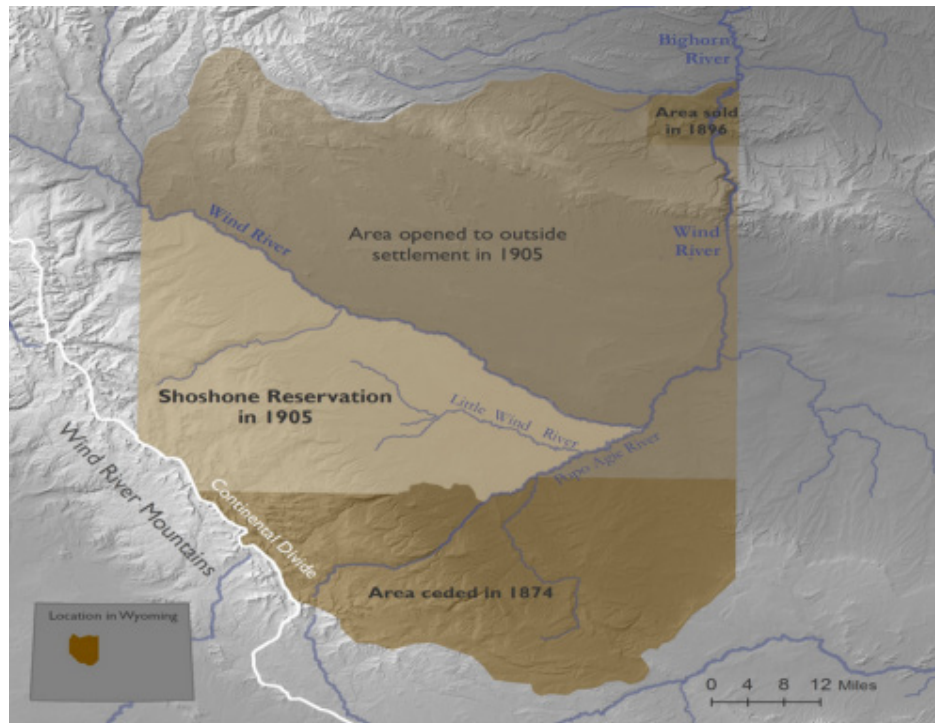 Bighorn
River
Area sold
in 1896
Wind River
Area opened to outside
settlement in 1905
Wind
River
Shoshone Reservation
in 1905
Little Wind River
Popo Agie River
Wind River Mountains
Continental Divide
Area ceded in 1874
Location in Wyoming
0 4 8 12 Miles